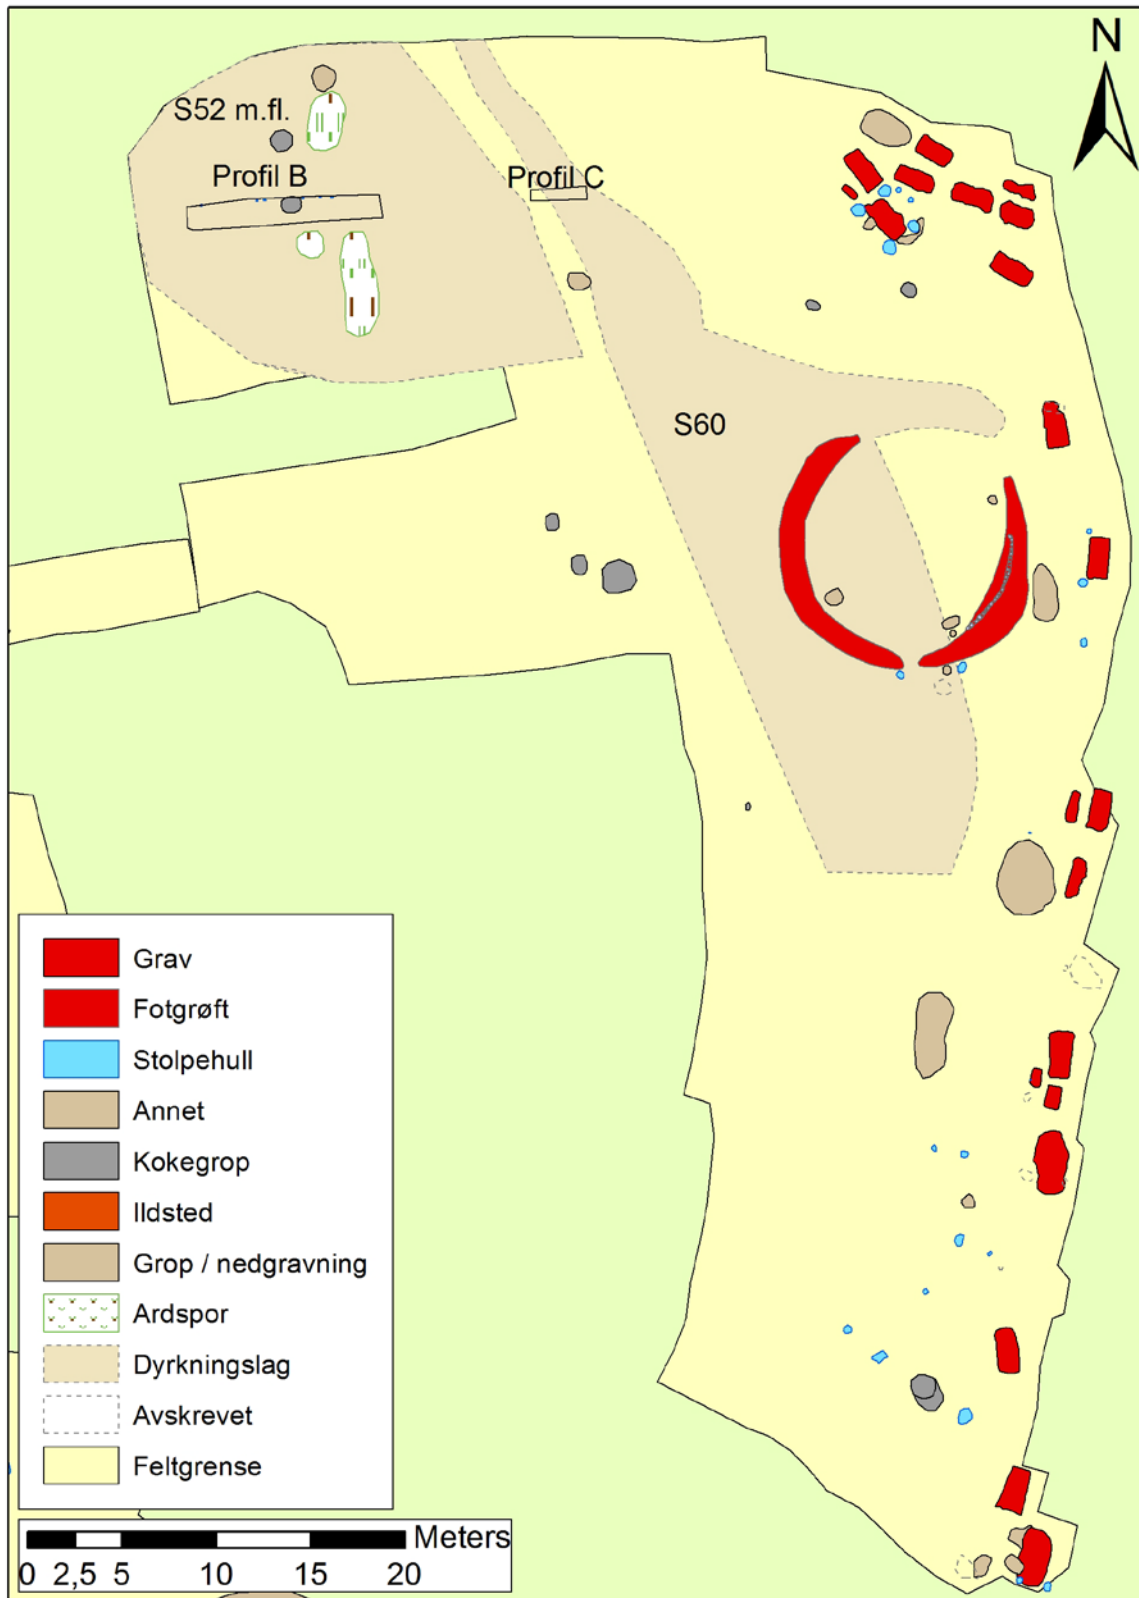 N
S52 m.fl.
Profil B
Profil C
S60
Grav
Fotgrøft
Stolpehull
Annet
Kokegrop
Ildsted
Grop / nedgravning
Ardspor
Dyrkningslag
Avskrevet
Feltgrense
Meters
0 2,5 5 10 15 20